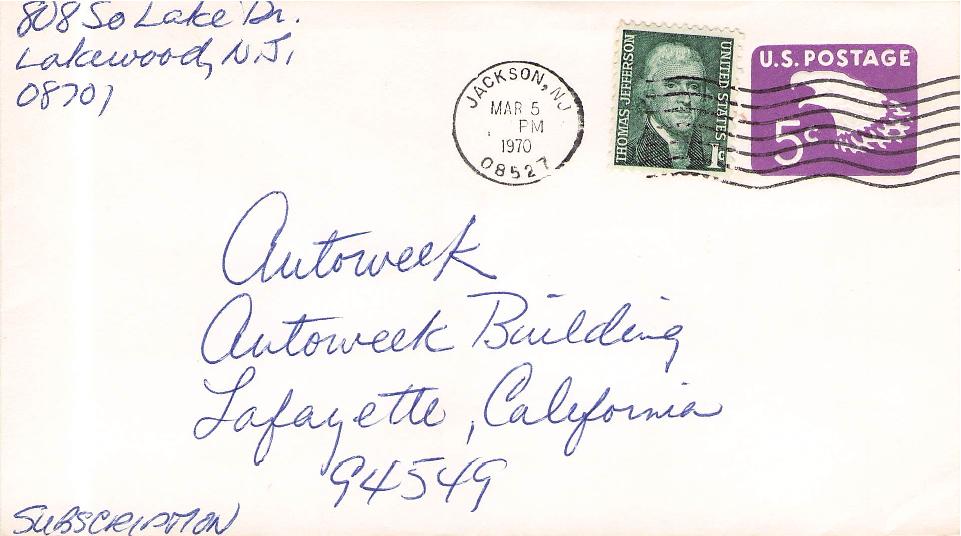 808 So Lake Dr.
Lakewood, N.J.
08701
JACKSON, NJ
MAR 5
PM
1970
08527
THOMAS JEFFERSON
UNITED STATES
1c
U.S. POSTAGE
5c
Autoweek
Autoweek Building
Lafayette, California
94549
SUBSCRIPTION